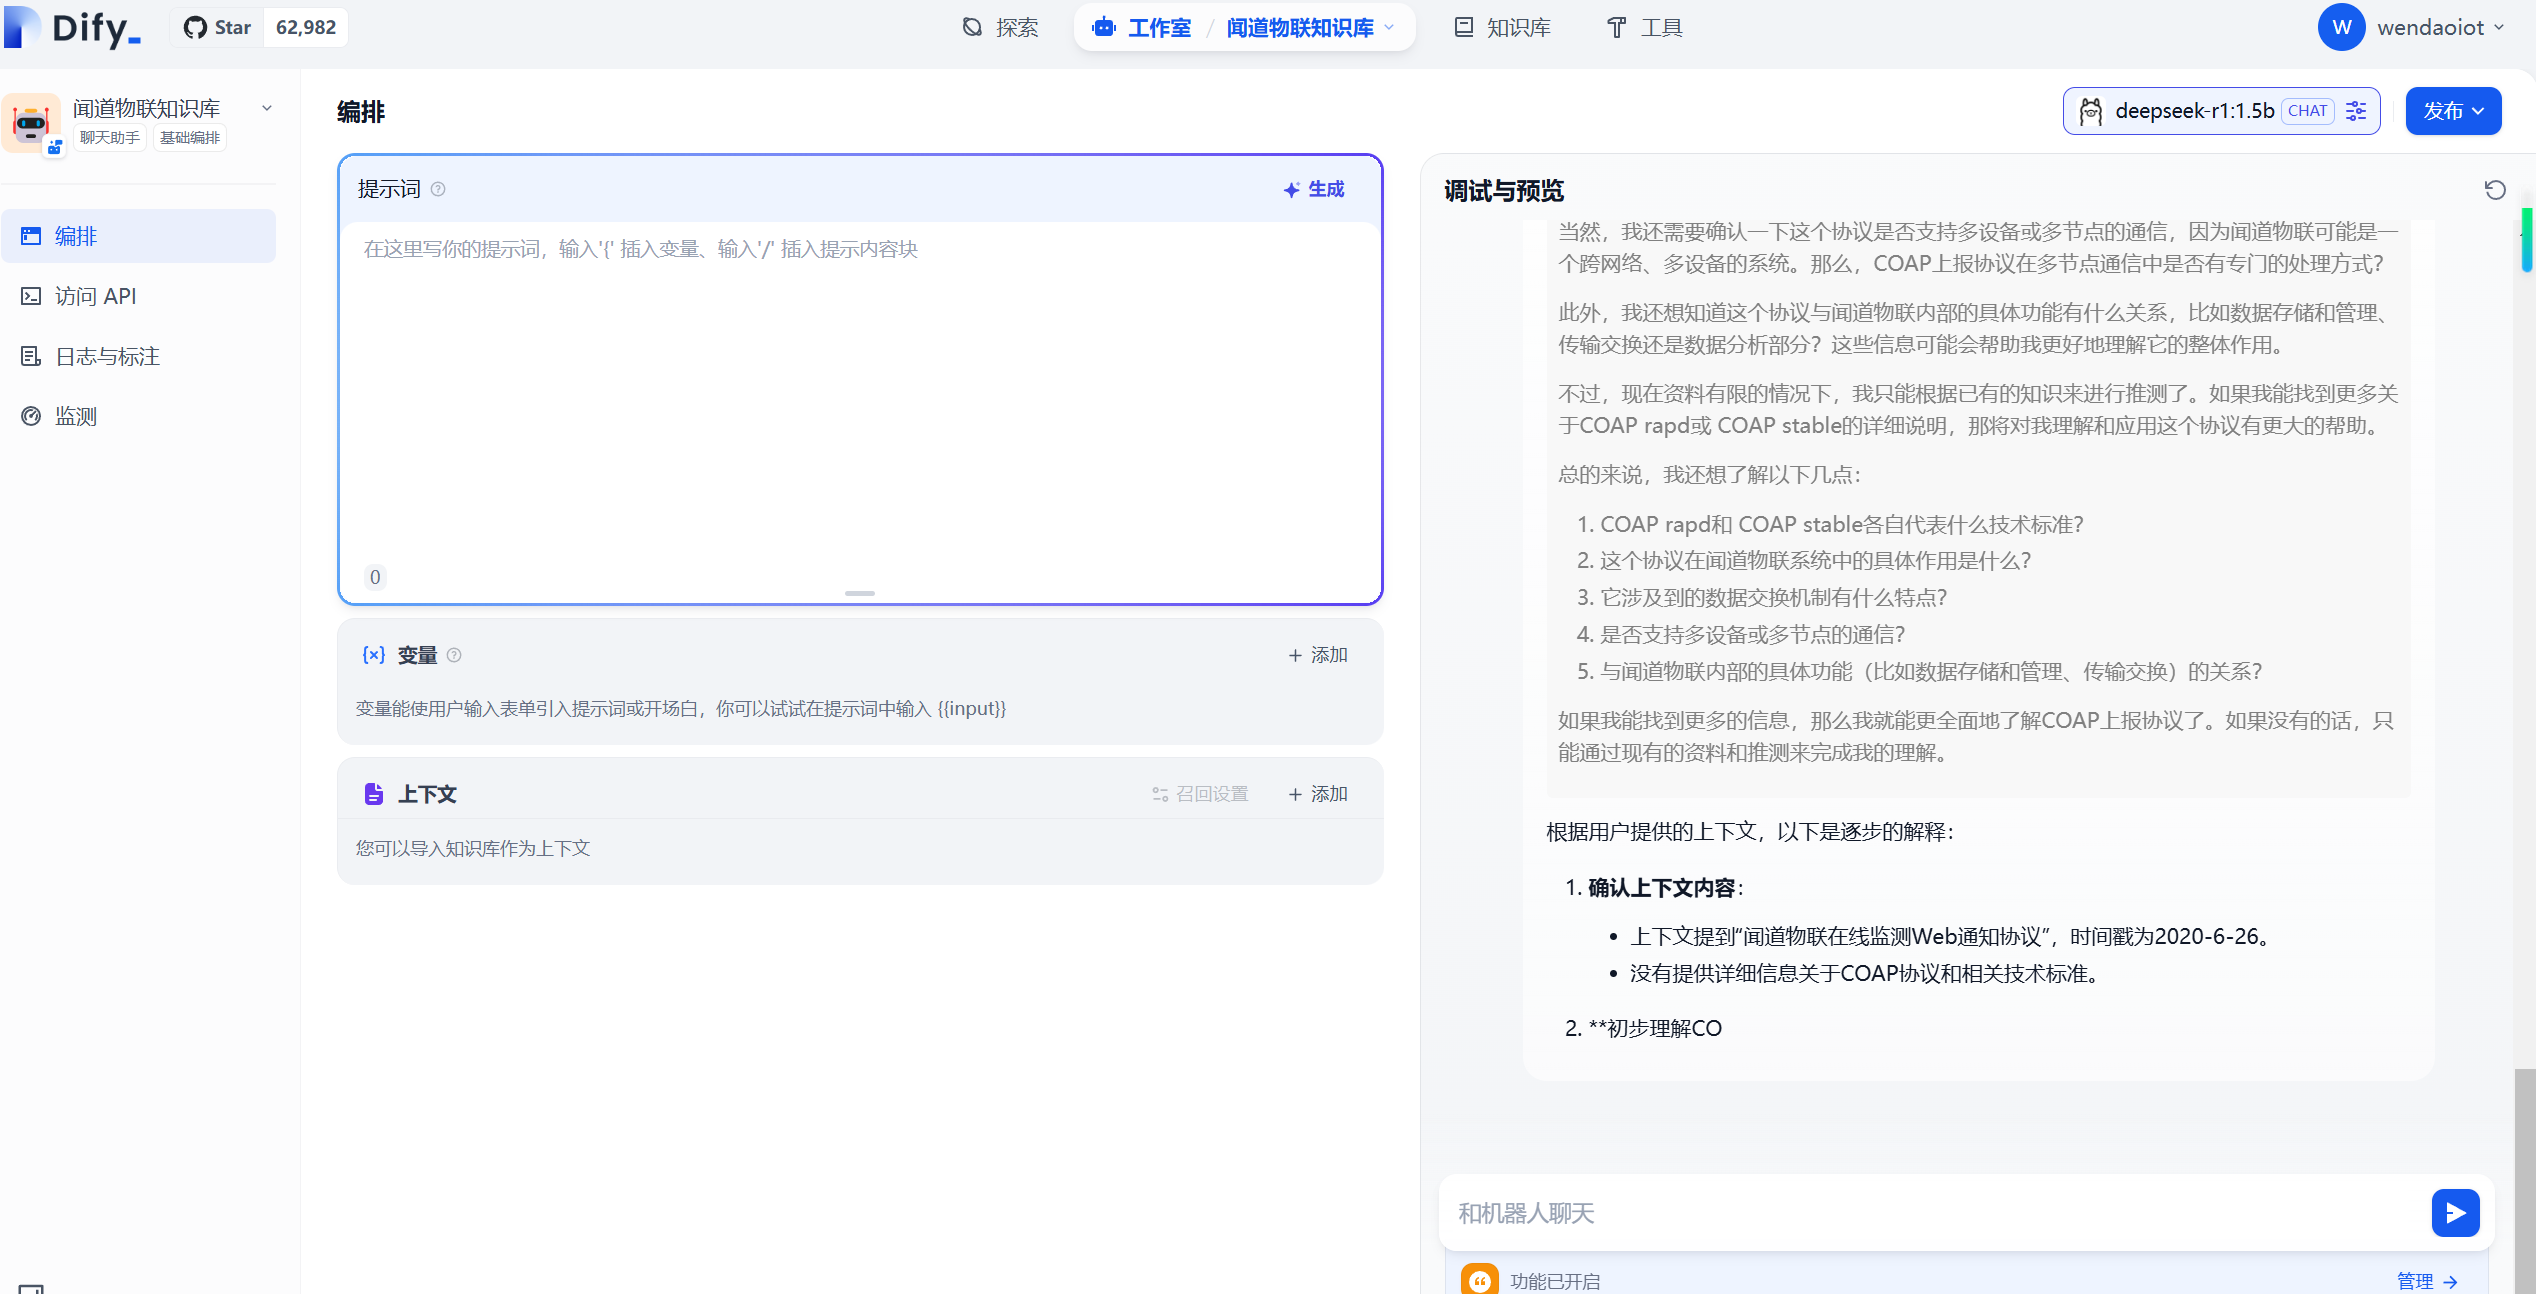 Dify_
Star 62,982
探索
工作室 / 闻道物联知识库
知识库
工具
W wendaoiot
闻道物联知识库
聊天助手 基础编排
编排
访问 API
日志与标注
监测
编排
deepseek-r1:1.5b CHAT
发布
提示词
生成
在这里写你的提示词，输入'{' 插入变量、输入'/' 插入提示内容块
0
{x} 变量
+ 添加
变量能使用户输入表单引入提示词或开场白，你可以试试在提示词中输入 {{input}}
上下文
召回设置
+ 添加
您可以导入知识库作为上下文
调试与预览
当然，我还需要确认一下这个协议是否支持多设备或多节点的通信，因为闻道物联可能是一
个跨网络、多设备的系统。那么，COAP上报协议在多节点通信中是否有专门的处理方式？
此外，我还想知道这个协议与闻道物联内部的具体功能有什么关系，比如数据存储和管理、
传输交换还是数据分析部分？这些信息可能会帮助我更好地理解它的整体作用。
不过，现在资料有限的情况下，我只能根据已有的知识来进行推测了。如果我能找到更多关
于COAP rapd或 COAP stable的详细说明，那将对我理解和应用这个协议有更大的帮助。
总的来说，我还想了解以下几点：
1. COAP rapd和 COAP stable各自代表什么技术标准？
2. 这个协议在闻道物联系统中的具体作用是什么？
3. 它涉及到的数据交换机制有什么特点？
4. 是否支持多设备或多节点的通信？
5. 与闻道物联内部的具体功能（比如数据存储和管理、传输交换）的关系？
如果我能找到更多的信息，那么我就能更全面地了解COAP上报协议了。如果没有的话，只
能通过现有的资料和推测来完成我的理解。
根据用户提供的上下文，以下是逐步的解释：
1. 确认上下文内容：
• 上下文提到“闻道物联在线监测Web通知协议”，时间戳为2020-6-26。
• 没有提供详细信息关于COAP协议和相关技术标准。
2. **初步理解CO
和机器人聊天
功能已开启
管理 →